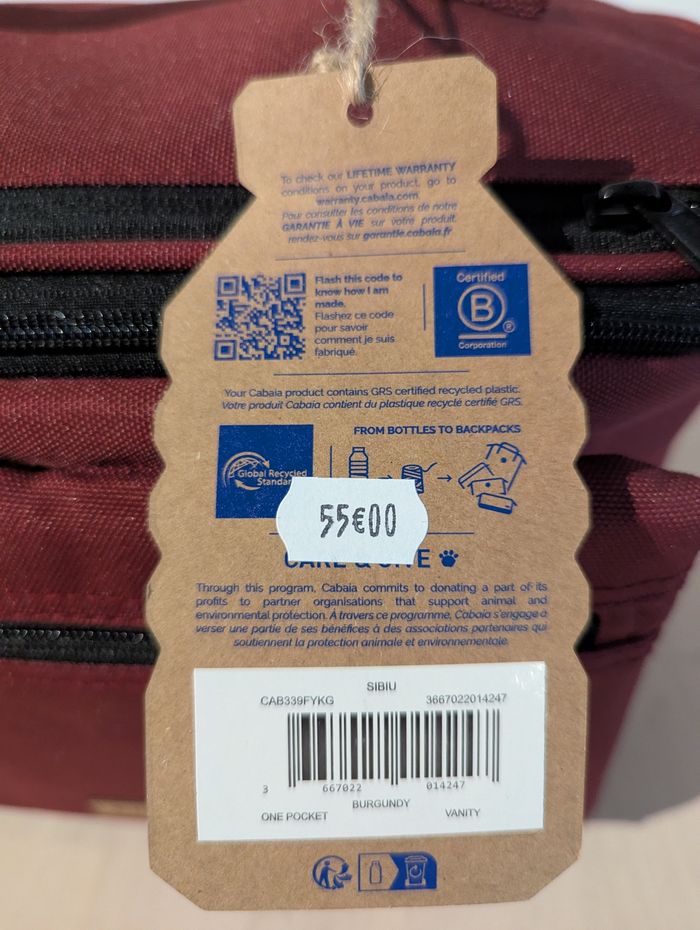 To check our LIFETIME WARRANTY
conditions on your product, go to
warranty.cabaia.com.
Pour consulter les conditions de notre
GARANTIE À VIE sur votre produit,
rendez-vous sur garantie.cabaia.fr
Flash this code to
know how I am
made.
Flashez ce code
pour savoir
comment je suis
fabriqué.
Certified
B
®
Corporation
Your Cabaia product contains GRS certified recycled plastic.
Votre produit Cabaia contient du plastique recyclé certifié GRS.
FROM BOTTLES TO BACKPACKS
Global Recycled
Standard
55€00
Through this program, Cabaia commits to donating a part of its
profits to partner organisations that support animal and
environmental protection. À travers ce programme, Cabaia s'engage à
verser une partie de ses bénéfices à des associations partenaires qui
soutiennent la protection animale et environnementale.
SIBIU
CAB339FYKG 3667022014247
3 667022 014247
BURGUNDY
ONE POCKET VANITY